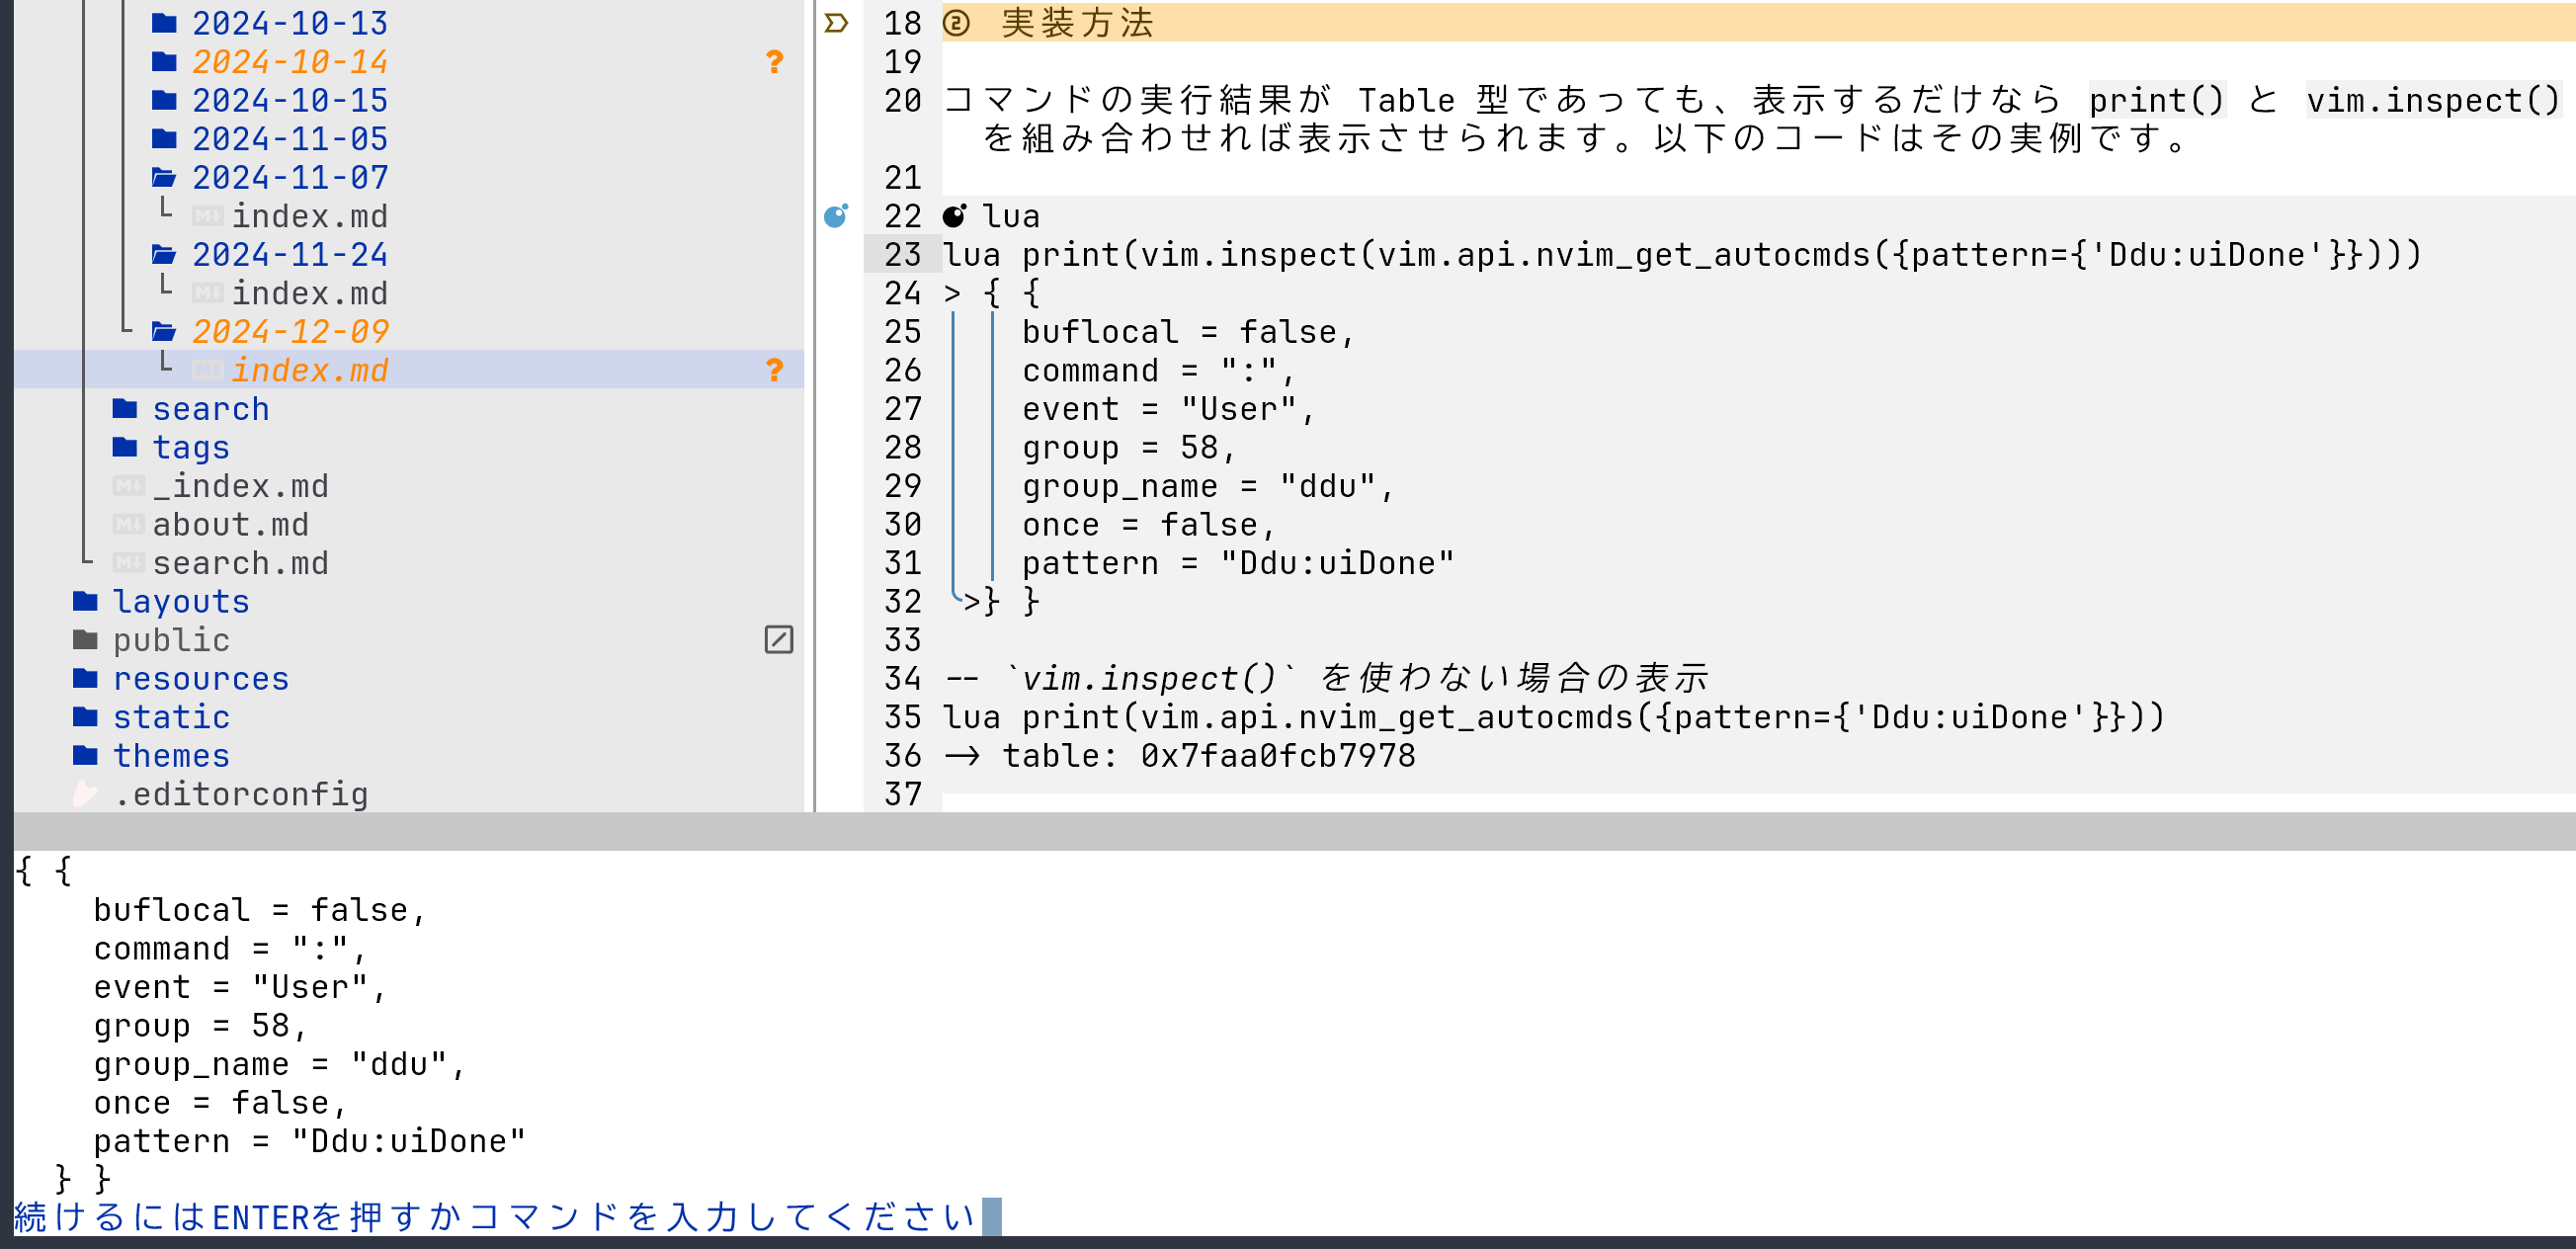 2024-10-13
2024-10-14 ?
2024-10-15
2024-11-05
2024-11-07
index.md
2024-11-24
index.md
2024-12-09
index.md ?
search
tags
_index.md
about.md
search.md
layouts
public
resources
static
themes
.editorconfig
18 ② 実装方法
19
20 コマンドの実行結果が Table 型であっても、表示するだけなら print() と vim.inspect()
を組み合わせれば表示させられます。以下のコードはその実例です。
21
22 lua
23 lua print(vim.inspect(vim.api.nvim_get_autocmds({pattern={'Ddu:uiDone'}})))
24 > { {
25 buflocal = false,
26 command = ":",
27 event = "User",
28 group = 58,
29 group_name = "ddu",
30 once = false,
31 pattern = "Ddu:uiDone"
32 >} }
33
34 -- `vim.inspect()` を使わない場合の表示
35 lua print(vim.api.nvim_get_autocmds({pattern={'Ddu:uiDone'}}))
36 --> table: 0x7faa0fcb7978
37
{ {
buflocal = false,
command = ":",
event = "User",
group = 58,
group_name = "ddu",
once = false,
pattern = "Ddu:uiDone"
} }
続けるにはENTERを押すかコマンドを入力してください